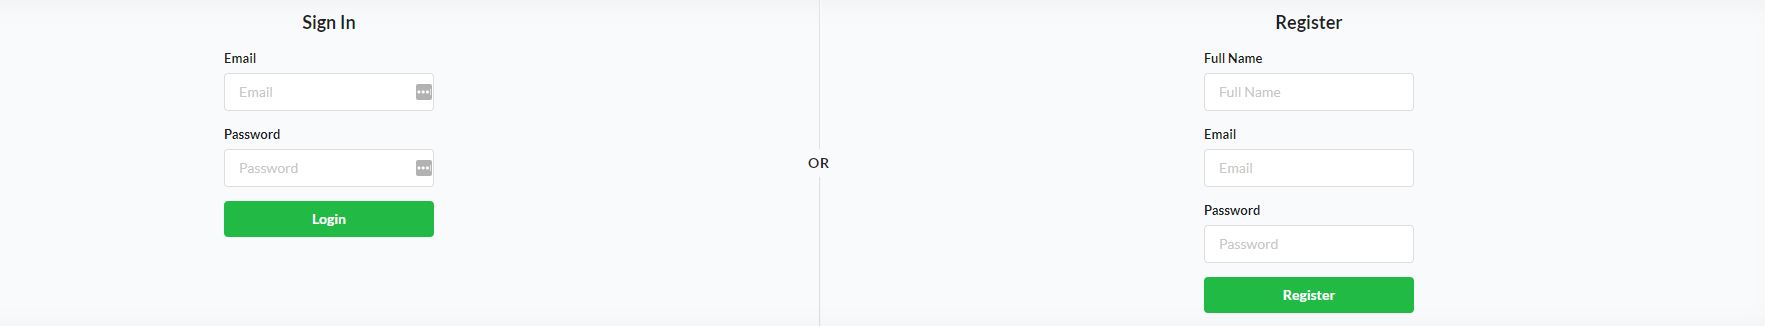 Sign In
Email
Email
Password
Password
Login
OR
Register
Full Name
Full Name
Email
Email
Password
Password
Register